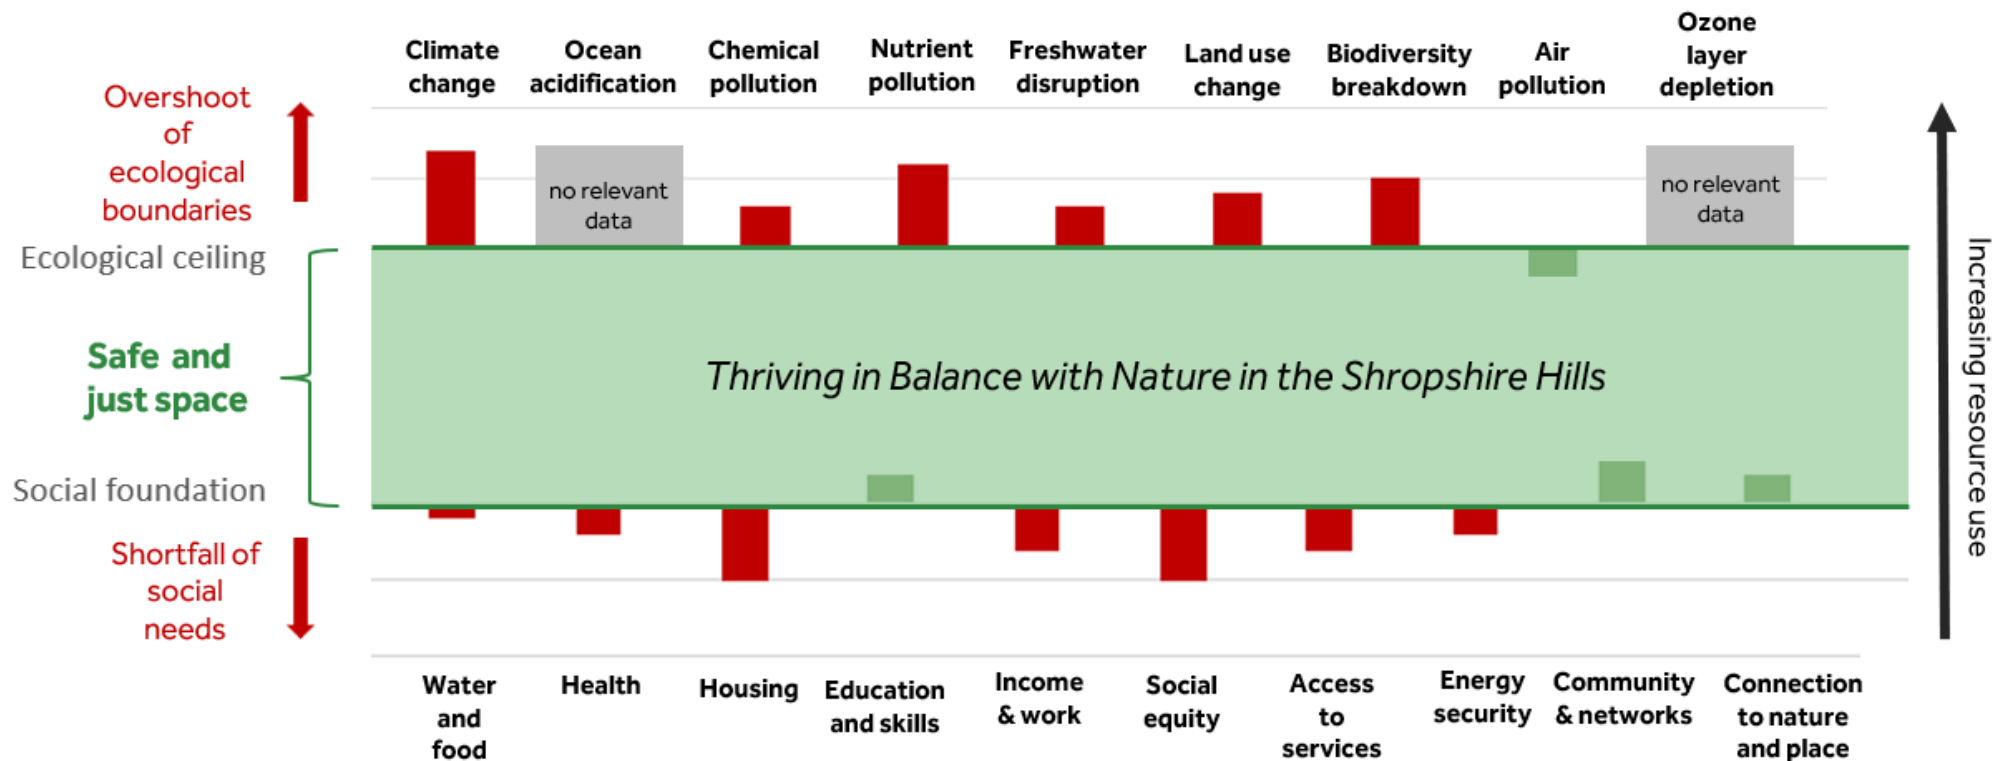 Climate
change
Ocean
acidification
Chemical
pollution
Nutrient
pollution
Freshwater
disruption
Land use
change
Biodiversity
breakdown
Air
pollution
Ozone
layer
depletion
Overshoot
of
ecological
boundaries
no relevant
data
no relevant
data
Ecological ceiling
Safe and
just space
Thriving in Balance with Nature in the Shropshire Hills
Increasing resource use
Social foundation
Shortfall of
social
needs
Water
and
food
Health
Housing
Education
and skills
Income
& work
Social
equity
Access
to
services
Energy
security
Community
& networks
Connection
to nature
and place